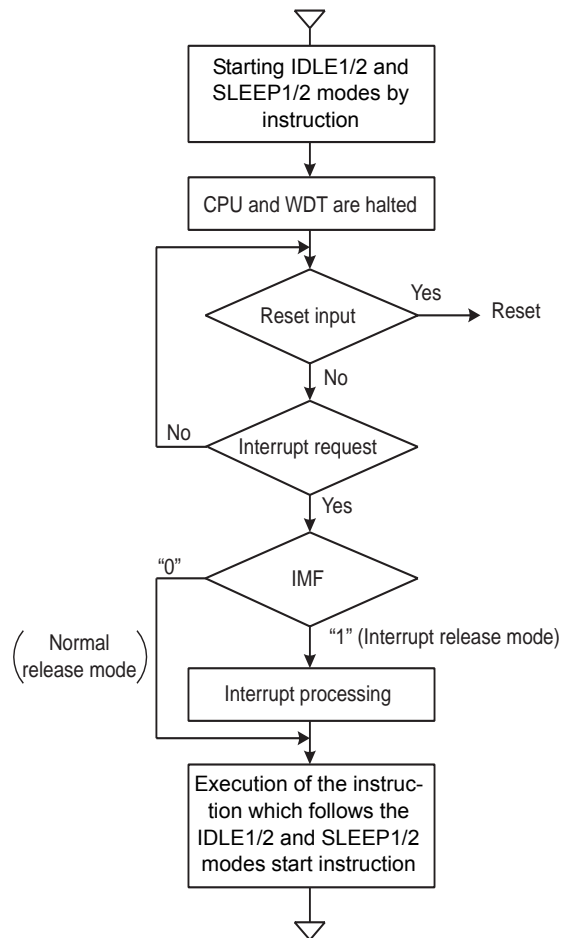 Starting IDLE1/2 and
SLEEP1/2 modes by
instruction
CPU and WDT are halted
Reset input
Yes
Reset
No
No
Interrupt request
Yes
“0”
IMF
Normal
release mode
“1” (Interrupt release mode)
Interrupt processing
Execution of the instruc-
tion which follows the
IDLE1/2 and SLEEP1/2
modes start instruction